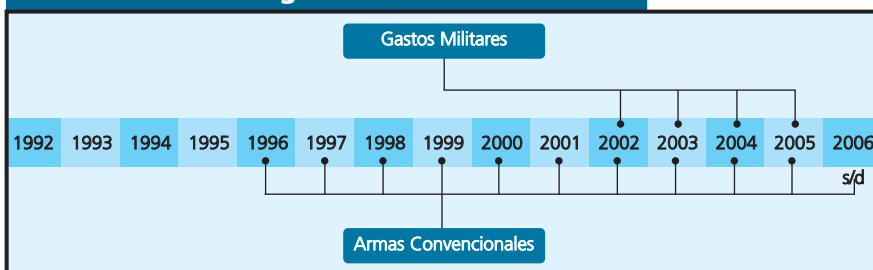 Gastos Militares
1992 1993 1994 1995 1996 1997 1998 1999 2000 2001 2002 2003 2004 2005 2006
s/d
Armas Convencionales